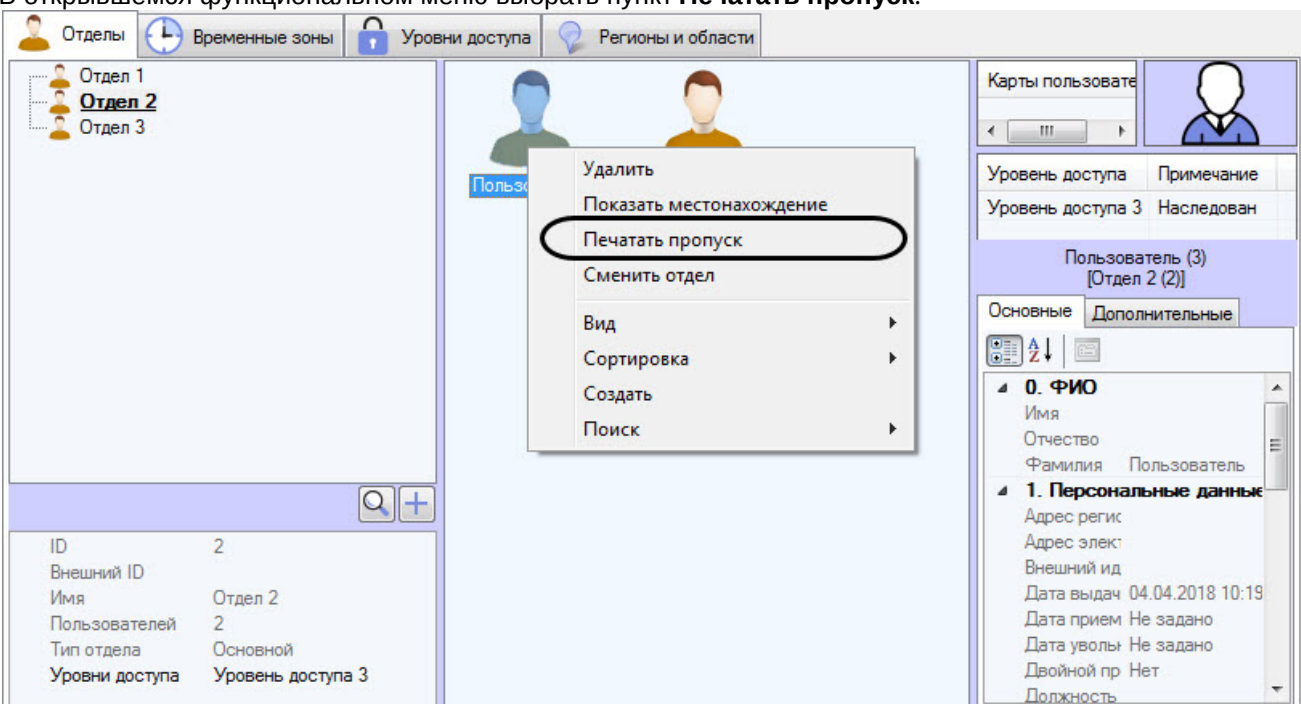 В открывшемся функциональном меню выбрать пункт Печатать пропуск.
Отделы Временные зоны Уровни доступа Регионы и области
Отдел 1
Отдел 2
Отдел 3
Пользо
Удалить
Показать местонахождение
Печатать пропуск
Сменить отдел
Вид
Сортировка
Создать
Поиск
ID 2
Внешний ID
Имя Отдел 2
Пользователей 2
Тип отдела Основной
Уровни доступа Уровень доступа 3
Карты пользовате
Уровень доступа Примечание
Уровень доступа 3 Наследован
Пользователь (3)
[Отдел 2 (2)]
Основные Дополнительные
0. ФИО
Имя
Отчество
Фамилия Пользователь
1. Персональные данные
Адрес регис
Адрес элект
Внешний ид
Дата выдач 04.04.2018 10:19
Дата прием Не задано
Дата увольн Не задано
Двойной пр Нет
Должность